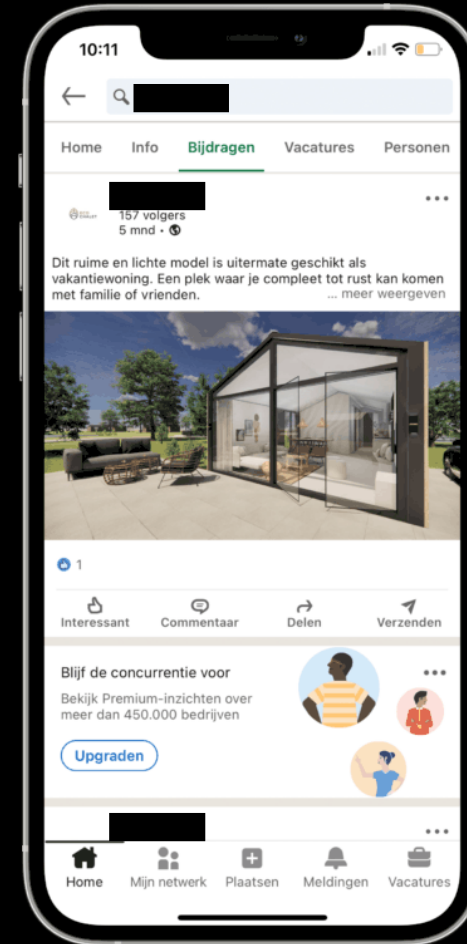 10:11
Home Info Bijdragen Vacatures Personen
157 volgers
5 mnd •
Dit ruime en lichte model is uitermate geschikt als
vakantiewoning. Een plek waar je compleet tot rust kan komen
met familie of vrienden. ... meer weergeven
1
Interessant Commentaar Delen Verzenden
Blijf de concurrentie voor
Bekijk Premium-inzichten over
meer dan 450.000 bedrijven
Upgraden
Home Mijn netwerk Plaatsen Meldingen Vacatures